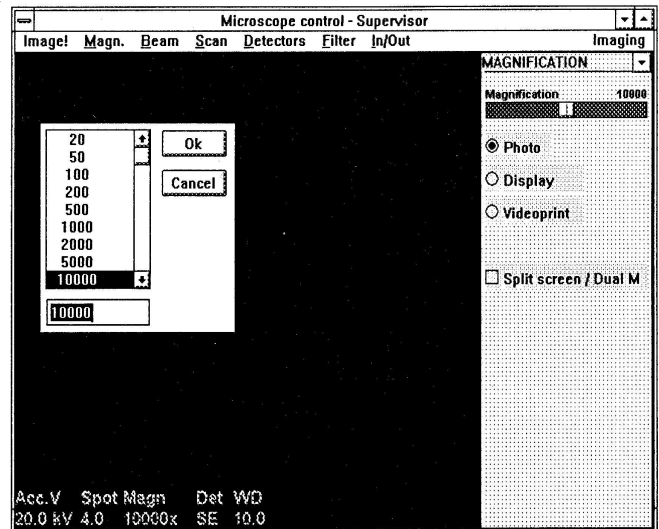 Microscope control - Supervisor
Image! Magn. Beam Scan Detectors Filter In/Out Imaging
MAGNIFICATION
Magnification 10000
Photo
Display
Videoprint
Split screen / Dual M
20
50
100
200
500
1000
2000
5000
10000
10000
Ok
Cancel
Acc.V Spot Magn Det WD
20.0 kV 4.0 10000x SE 10.0